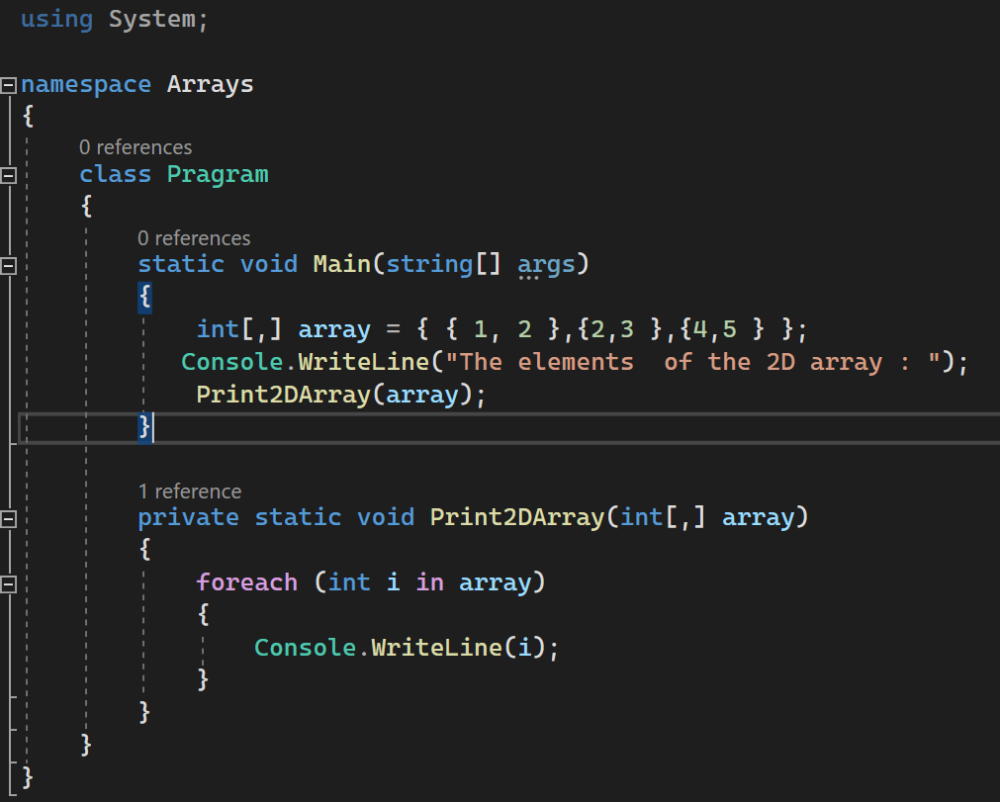 using System;
namespace Arrays
{
0 references
class Pragram
{
0 references
static void Main(string[] args)
{
int[,] array = { { 1, 2 },{2,3 },{4,5 } };
Console.WriteLine("The elements  of the 2D array : ");
Print2DArray(array);
}
1 reference
private static void Print2DArray(int[,] array)
{
foreach (int i in array)
{
Console.WriteLine(i);
}
}
}
}